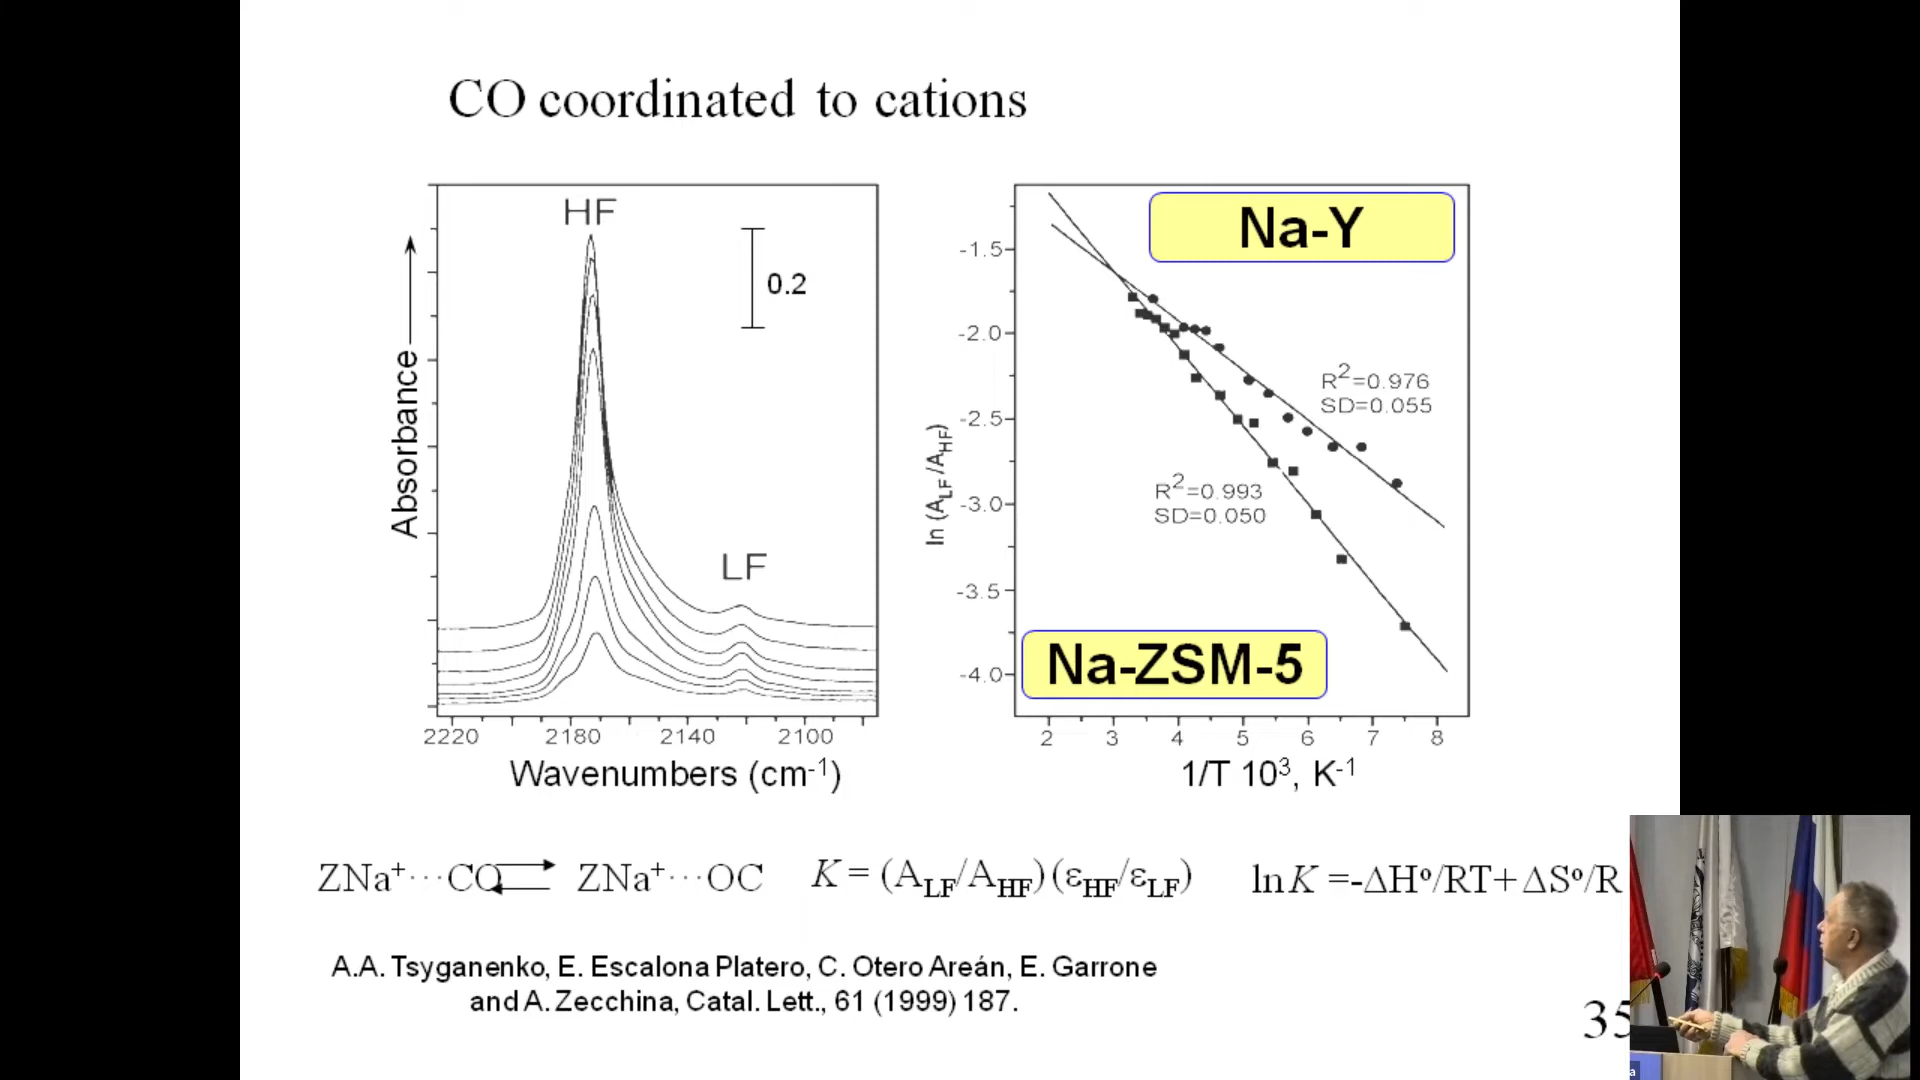 CO coordinated to cations
HF
0.2
LF
Absorbance
2220 2180 2140 2100
Wavenumbers (cm-1)
Na-Y
-1.5
-2.0
-2.5
-3.0
-3.5
-4.0
ln (ALF/AHF)
R2=0.976
SD=0.055
R2=0.993
SD=0.050
Na-ZSM-5
2 3 4 5 6 7 8
1/T 103, K-1
ZNa+···CO ⇄ ZNa+···OC K = (ALF/AHF)(εHF/εLF) lnK =-ΔHo/RT+ΔSo/R
A.A. Tsyganenko, E. Escalona Platero, C. Otero Areán, E. Garrone
and A. Zecchina, Catal. Lett., 61 (1999) 187.
35